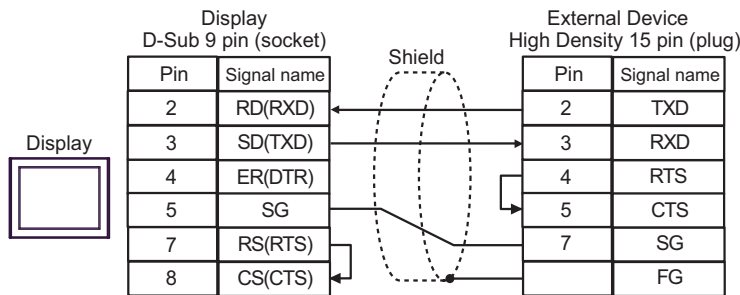 Display
D-Sub 9 pin (socket)
External Device
High Density 15 pin (plug)
Shield
Display
Pin Signal name
2 RD(RXD)
3 SD(TXD)
4 ER(DTR)
5 SG
7 RS(RTS)
8 CS(CTS)
Pin Signal name
2 TXD
3 RXD
4 RTS
5 CTS
7 SG
FG